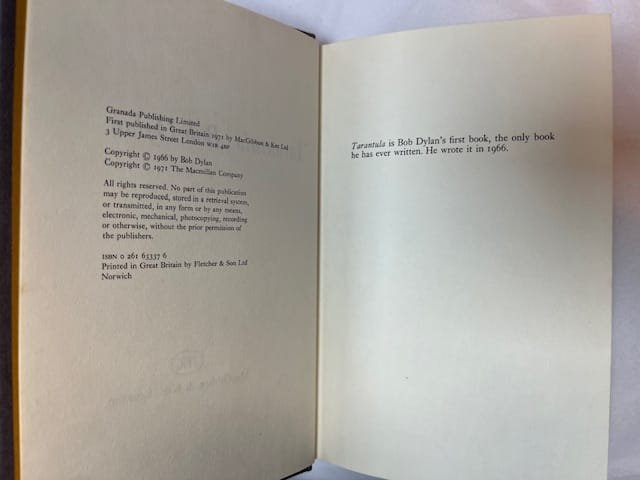 Granada Publishing Limited
First published in Great Britain 1971 by MacGibbon & Kee Ltd
3 Upper James Street London W1R 4BP
Copyright © 1966 by Bob Dylan
Copyright © 1971 The Macmillan Company
All rights reserved. No part of this publication
may be reproduced, stored in a retrieval system,
or transmitted, in any form or by any means,
electronic, mechanical, photocopying, recording
or otherwise, without the prior permission of
the publishers.
ISBN 0 261 63337 6
Printed in Great Britain by Fletcher & Son Ltd
Norwich
Tarantula is Bob Dylan's first book, the only book
he has ever written. He wrote it in 1966.